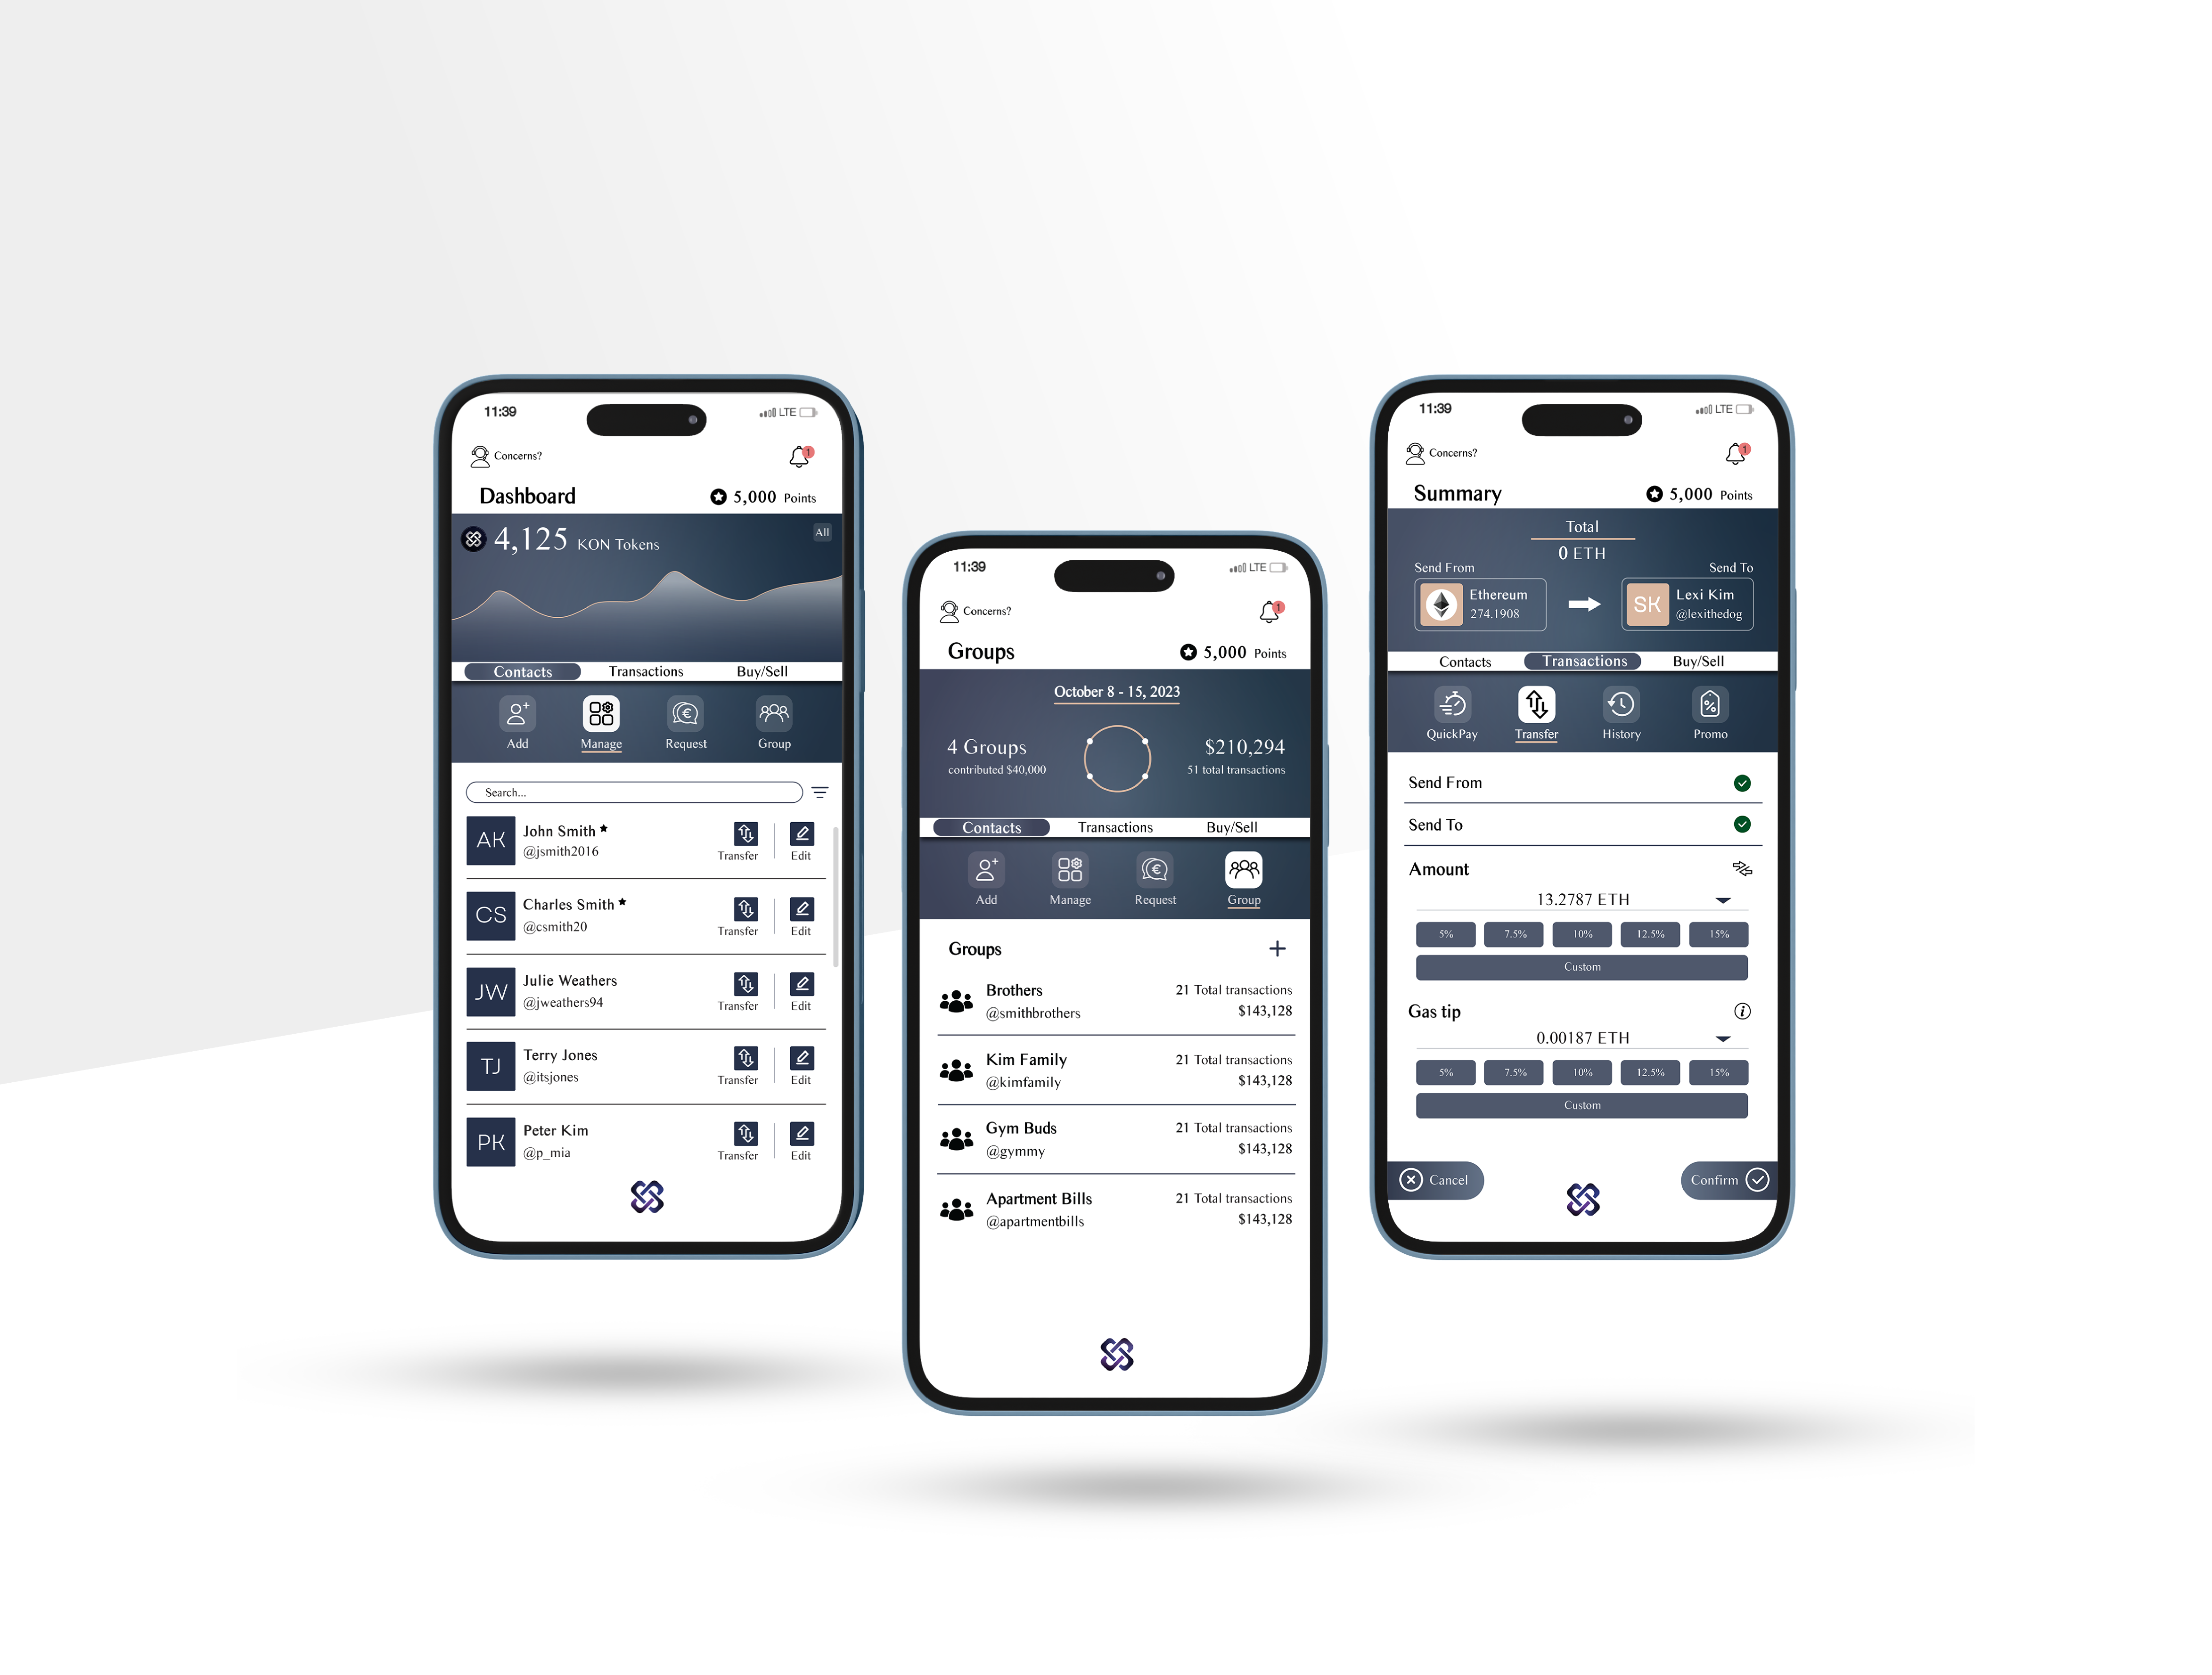 11:39
LTE
Concerns?
1
Dashboard
5,000 Points
4,125 KON Tokens
All
Contacts Transactions Buy/Sell
Add Manage Request Group
Search...
AK John Smith
@jsmith2016
Transfer Edit
CS Charles Smith
@csmith20
Transfer Edit
JW Julie Weathers
@jweathers94
Transfer Edit
TJ Terry Jones
@itsjones
Transfer Edit
PK Peter Kim
@p_mia
Transfer Edit
11:39
LTE
Concerns?
1
Groups
5,000 Points
October 8 - 15, 2023
4 Groups $210,294
contributed $40,000 51 total transactions
Contacts Transactions Buy/Sell
Add Manage Request Group
Groups
Brothers 21 Total transactions
@smithbrothers $143,128
Kim Family 21 Total transactions
@kimfamily $143,128
Gym Buds 21 Total transactions
@gymmy $143,128
Apartment Bills 21 Total transactions
@apartmentbills $143,128
11:39
LTE
Concerns?
1
Summary
5,000 Points
Total
0 ETH
Send From Send To
Ethereum
274.1908
SK Lexi Kim
@lexithedog
Contacts Transactions Buy/Sell
QuickPay Transfer History Promo
Send From
Send To
Amount
13.2787 ETH
5% 7.5% 10% 12.5% 15%
Custom
Gas tip
0.00187 ETH
5% 7.5% 10% 12.5% 15%
Custom
Cancel Confirm